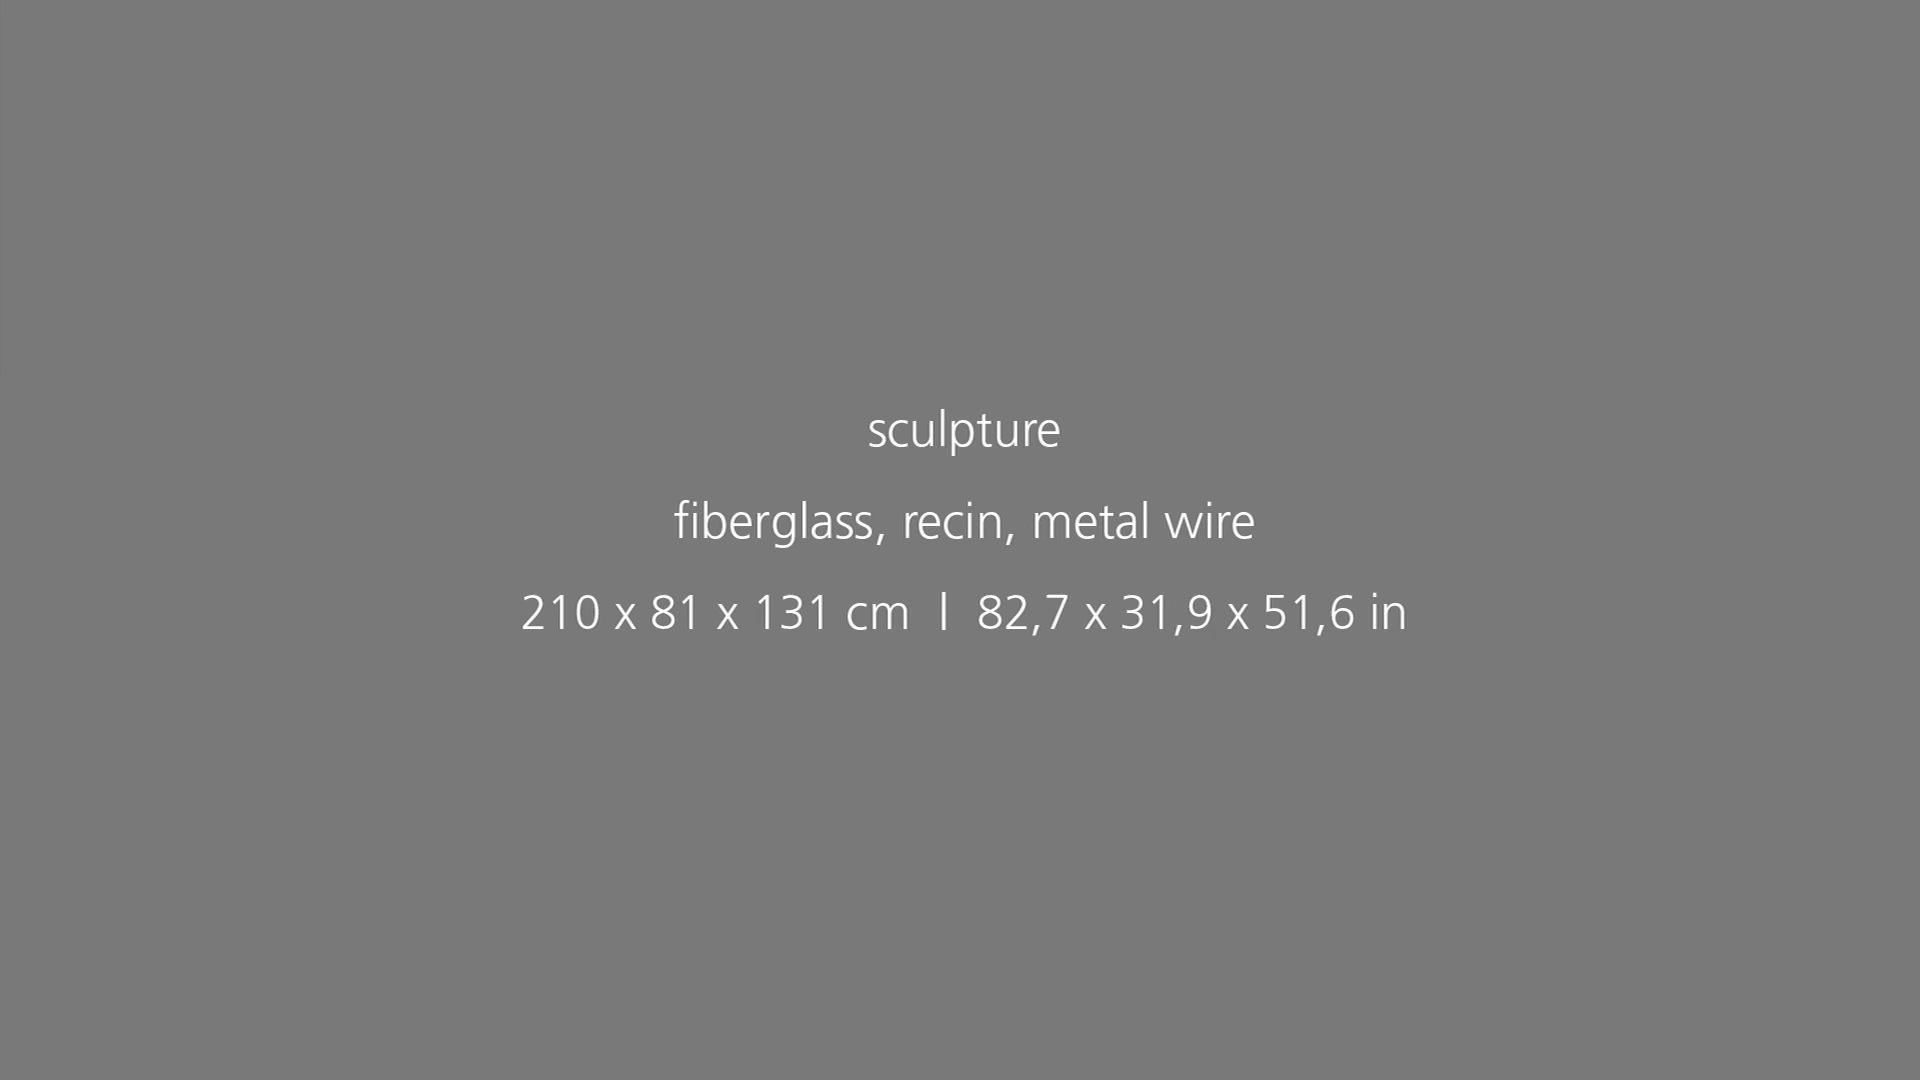 sculpture
fiberglass, recin, metal wire
210 x 81 x 131 cm | 82,7 x 31,9 x 51,6 in